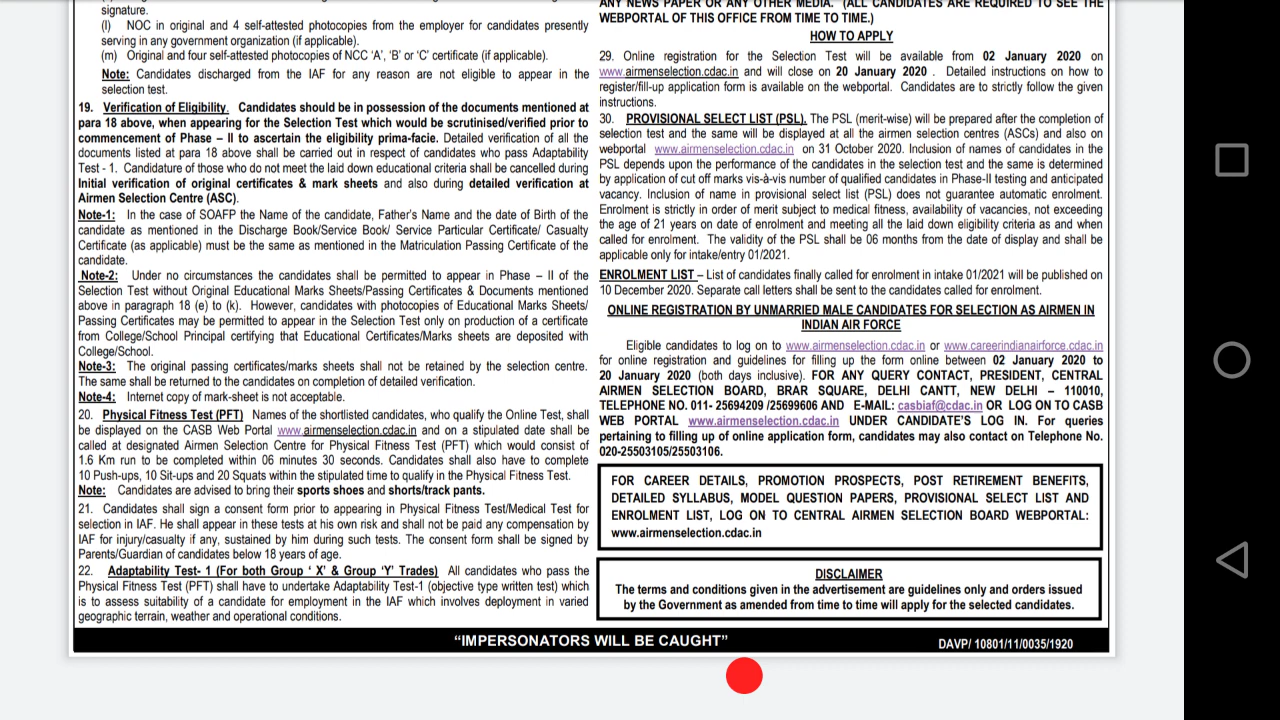 signature.
(l) NOC in original and 4 self-attested photocopies from the employer for candidates presently
serving in any government organization (if applicable).
(m) Original and four self-attested photocopies of NCC 'A', 'B' or 'C' certificate (if applicable).
Note: Candidates discharged from the IAF for any reason are not eligible to appear in the
selection test.
19. Verification of Eligibility. Candidates should be in possession of the documents mentioned at
para 18 above, when appearing for the Selection Test which would be scrutinised/verified prior to
commencement of Phase – II to ascertain the eligibility prima-facie. Detailed verification of all the
documents listed at para 18 above shall be carried out in respect of candidates who pass Adaptability
Test - 1. Candidature of those who do not meet the laid down educational criteria shall be cancelled during
Initial verification of original certificates & mark sheets and also during detailed verification at
Airmen Selection Centre (ASC).
Note-1: In the case of SOAFP the Name of the candidate, Father's Name and the date of Birth of the
candidate as mentioned in the Discharge Book/Service Book/ Service Particular Certificate/ Casualty
Certificate (as applicable) must be the same as mentioned in the Matriculation Passing Certificate of the
candidate.
Note-2: Under no circumstances the candidates shall be permitted to appear in Phase – II of the
Selection Test without Original Educational Marks Sheets/Passing Certificates & Documents mentioned
above in paragraph 18 (e) to (k). However, candidates with photocopies of Educational Marks Sheets/
Passing Certificates may be permitted to appear in the Selection Test only on production of a certificate
from College/School Principal certifying that Educational Certificates/Marks sheets are deposited with
College/School.
Note-3: The original passing certificates/marks sheets shall not be retained by the selection centre.
The same shall be returned to the candidates on completion of detailed verification.
Note-4: Internet copy of mark-sheet is not acceptable.
20. Physical Fitness Test (PFT) Names of the shortlisted candidates, who qualify the Online Test, shall
be displayed on the CASB Web Portal www.airmenselection.cdac.in and on a stipulated date shall be
called at designated Airmen Selection Centre for Physical Fitness Test (PFT) which would consist of
1.6 Km run to be completed within 06 minutes 30 seconds. Candidates shall also have to complete
10 Push-ups, 10 Sit-ups and 20 Squats within the stipulated time to qualify in the Physical Fitness Test.
Note: Candidates are advised to bring their sports shoes and shorts/track pants.
21. Candidates shall sign a consent form prior to appearing in Physical Fitness Test/Medical Test for
selection in IAF. He shall appear in these tests at his own risk and shall not be paid any compensation by
IAF for injury/casualty if any, sustained by him during such tests. The consent form shall be signed by
Parents/Guardian of candidates below 18 years of age.
22. Adaptability Test- 1 (For both Group ' X' & Group 'Y' Trades) All candidates who pass the
Physical Fitness Test (PFT) shall have to undertake Adaptability Test-1 (objective type written test) which
is to assess suitability of a candidate for employment in the IAF which involves deployment in varied
geographic terrain, weather and operational conditions.
ANY NEWS PAPER OR ANY OTHER MEDIA. (ALL CANDIDATES ARE REQUIRED TO SEE THE
WEBPORTAL OF THIS OFFICE FROM TIME TO TIME.)
HOW TO APPLY
29. Online registration for the Selection Test will be available from 02 January 2020 on
www.airmenselection.cdac.in and will close on 20 January 2020 . Detailed instructions on how to
register/fill-up application form is available on the webportal. Candidates are to strictly follow the given
instructions.
30. PROVISIONAL SELECT LIST (PSL). The PSL (merit-wise) will be prepared after the completion of
selection test and the same will be displayed at all the airmen selection centres (ASCs) and also on
webportal www.airmenselection.cdac.in on 31 October 2020. Inclusion of names of candidates in the
PSL depends upon the performance of the candidates in the selection test and the same is determined
by application of cut off marks vis-à-vis number of qualified candidates in Phase-II testing and anticipated
vacancy. Inclusion of name in provisional select list (PSL) does not guarantee automatic enrolment.
Enrolment is strictly in order of merit subject to medical fitness, availability of vacancies, not exceeding
the age of 21 years on date of enrolment and meeting all the laid down eligibility criteria as and when
called for enrolment. The validity of the PSL shall be 06 months from the date of display and shall be
applicable only for intake/entry 01/2021.
ENROLMENT LIST – List of candidates finally called for enrolment in intake 01/2021 will be published on
10 December 2020. Separate call letters shall be sent to the candidates called for enrolment.
ONLINE REGISTRATION BY UNMARRIED MALE CANDIDATES FOR SELECTION AS AIRMEN IN
INDIAN AIR FORCE
Eligible candidates to log on to www.airmenselection.cdac.in or www.careerindianairforce.cdac.in
for online registration and guidelines for filling up the form online between 02 January 2020 to
20 January 2020 (both days inclusive). FOR ANY QUERY CONTACT, PRESIDENT, CENTRAL
AIRMEN SELECTION BOARD, BRAR SQUARE, DELHI CANTT, NEW DELHI – 110010,
TELEPHONE NO. 011- 25694209 /25699606 AND E-MAIL: casbiaf@cdac.in OR LOG ON TO CASB
WEB PORTAL www.airmenselection.cdac.in UNDER CANDIDATE'S LOG IN. For queries
pertaining to filling up of online application form, candidates may also contact on Telephone No.
020-25503105/25503106.
FOR CAREER DETAILS, PROMOTION PROSPECTS, POST RETIREMENT BENEFITS,
DETAILED SYLLABUS, MODEL QUESTION PAPERS, PROVISIONAL SELECT LIST AND
ENROLMENT LIST, LOG ON TO CENTRAL AIRMEN SELECTION BOARD WEBPORTAL:
www.airmenselection.cdac.in
DISCLAIMER
The terms and conditions given in the advertisement are guidelines only and orders issued
by the Government as amended from time to time will apply for the selected candidates.
"IMPERSONATORS WILL BE CAUGHT"
DAVP/ 10801/11/0035/1920